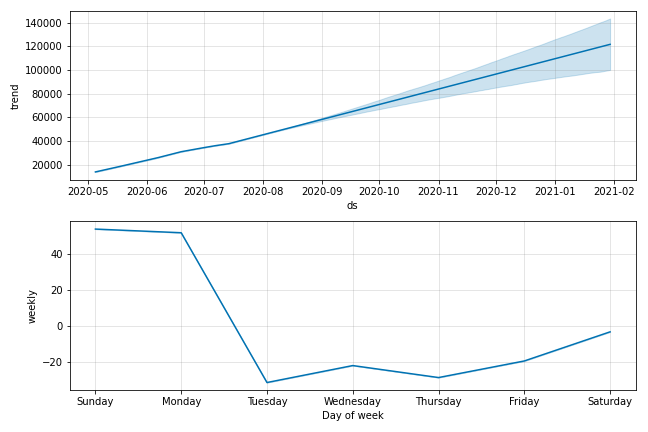 140000
120000
100000
80000
60000
40000
20000
trend
2020-05 2020-06 2020-07 2020-08 2020-09 2020-10 2020-11 2020-12 2021-01 2021-02
ds
40
20
0
−20
weekly
Sunday Monday Tuesday Wednesday Thursday Friday Saturday
Day of week